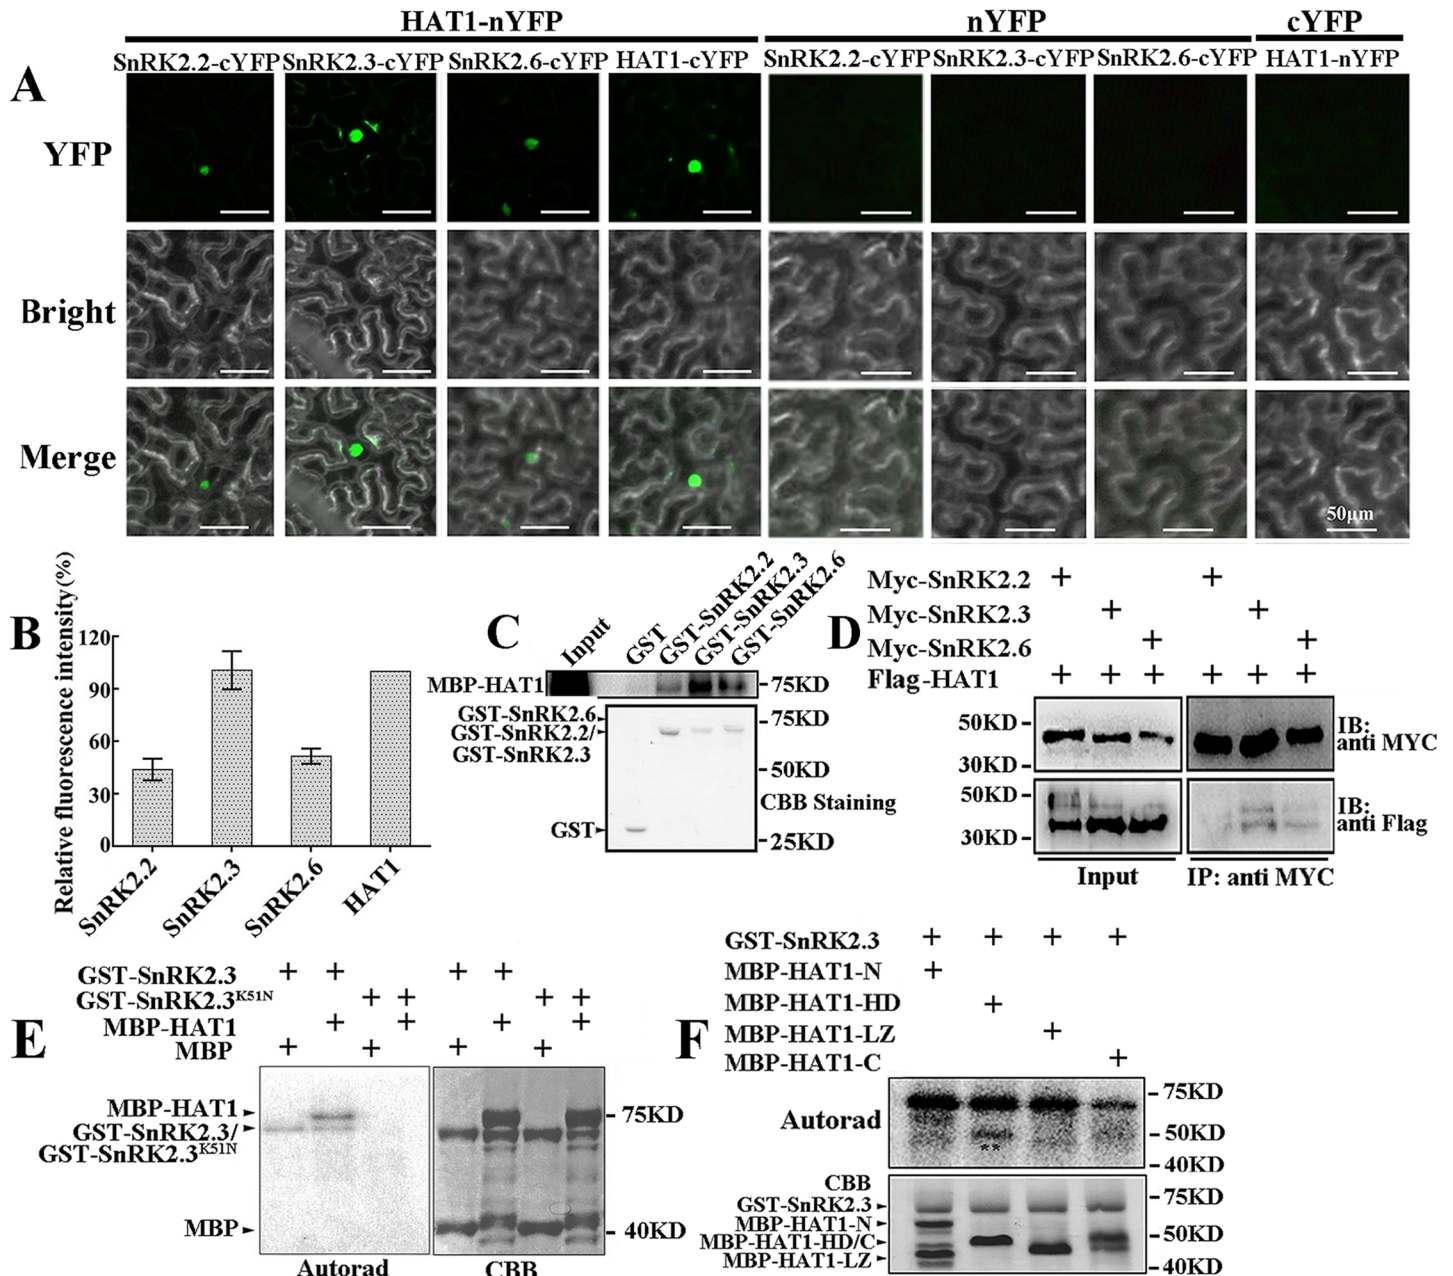 HAT1-nYFP nYFP cYFP
SnRK2.2-cYFP SnRK2.3-cYFP SnRK2.6-cYFP HAT1-cYFP SnRK2.2-cYFP SnRK2.3-cYFP SnRK2.6-cYFP HAT1-nYFP
A
YFP
Bright
Merge
50μm
B
Relative fluorescence intensity(%)
120
90
60
30
0
SnRK2.2 SnRK2.3 SnRK2.6 HAT1
C
Input GST GST-SnRK2.2 GST-SnRK2.3 GST-SnRK2.6
MBP-HAT1 75KD
GST-SnRK2.6 75KD
GST-SnRK2.2/
GST-SnRK2.3
50KD
CBB Staining
GST
25KD
D
Myc-SnRK2.2 + +
Myc-SnRK2.3 + +
Myc-SnRK2.6 + +
Flag-HAT1 + + + + + +
50KD IB:
anti MYC
30KD
50KD IB:
anti Flag
30KD
Input IP: anti MYC
E
GST-SnRK2.3 + + + +
GST-SnRK2.3K51N + + + +
MBP-HAT1 + + + +
MBP + + + +
MBP-HAT1 75KD
GST-SnRK2.3/
GST-SnRK2.3K51N
MBP 40KD
Autorad CBB
F
GST-SnRK2.3 + + + +
MBP-HAT1-N +
MBP-HAT1-HD +
MBP-HAT1-LZ +
MBP-HAT1-C +
75KD
Autorad
50KD
**
40KD
CBB
75KD
GST-SnRK2.3
MBP-HAT1-N
50KD
MBP-HAT1-HD/C
MBP-HAT1-LZ
40KD